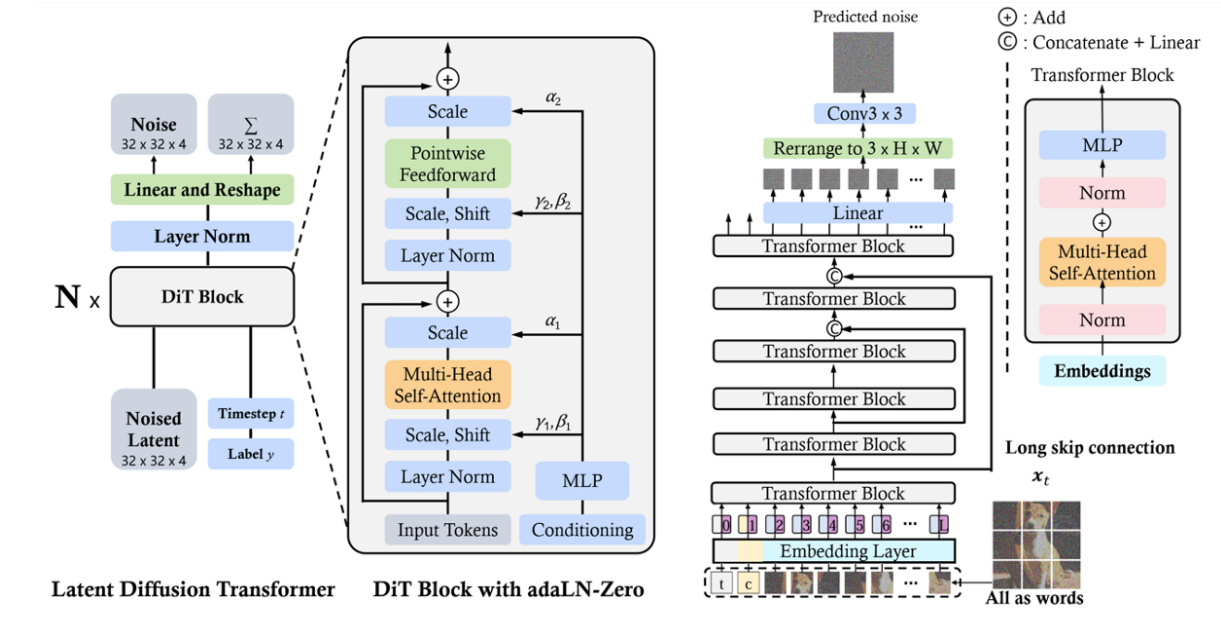 Noise
32 x 32 x 4
∑
32 x 32 x 4
Linear and Reshape
Layer Norm
N x
DiT Block
Noised
Latent
32 x 32 x 4
Timestep t
Label y
Latent Diffusion Transformer
+
Scale
α₂
Pointwise
Feedforward
Scale, Shift
γ₂,β₂
Layer Norm
+
Scale
α₁
Multi-Head
Self-Attention
Scale, Shift
γ₁,β₁
Layer Norm
MLP
Input Tokens
Conditioning
DiT Block with adaLN-Zero
Predicted noise
Conv3 x 3
Rerrange to 3 x H x W
...
Linear
...
Transformer Block
C
Transformer Block
C
Transformer Block
Transformer Block
Transformer Block
Transformer Block
0 1 2 3 4 5 6 ... L
Embedding Layer
t c ...
Long skip connection
xₜ
All as words
+ : Add
C : Concatenate + Linear
Transformer Block
MLP
Norm
+
Multi-Head
Self-Attention
Norm
Embeddings